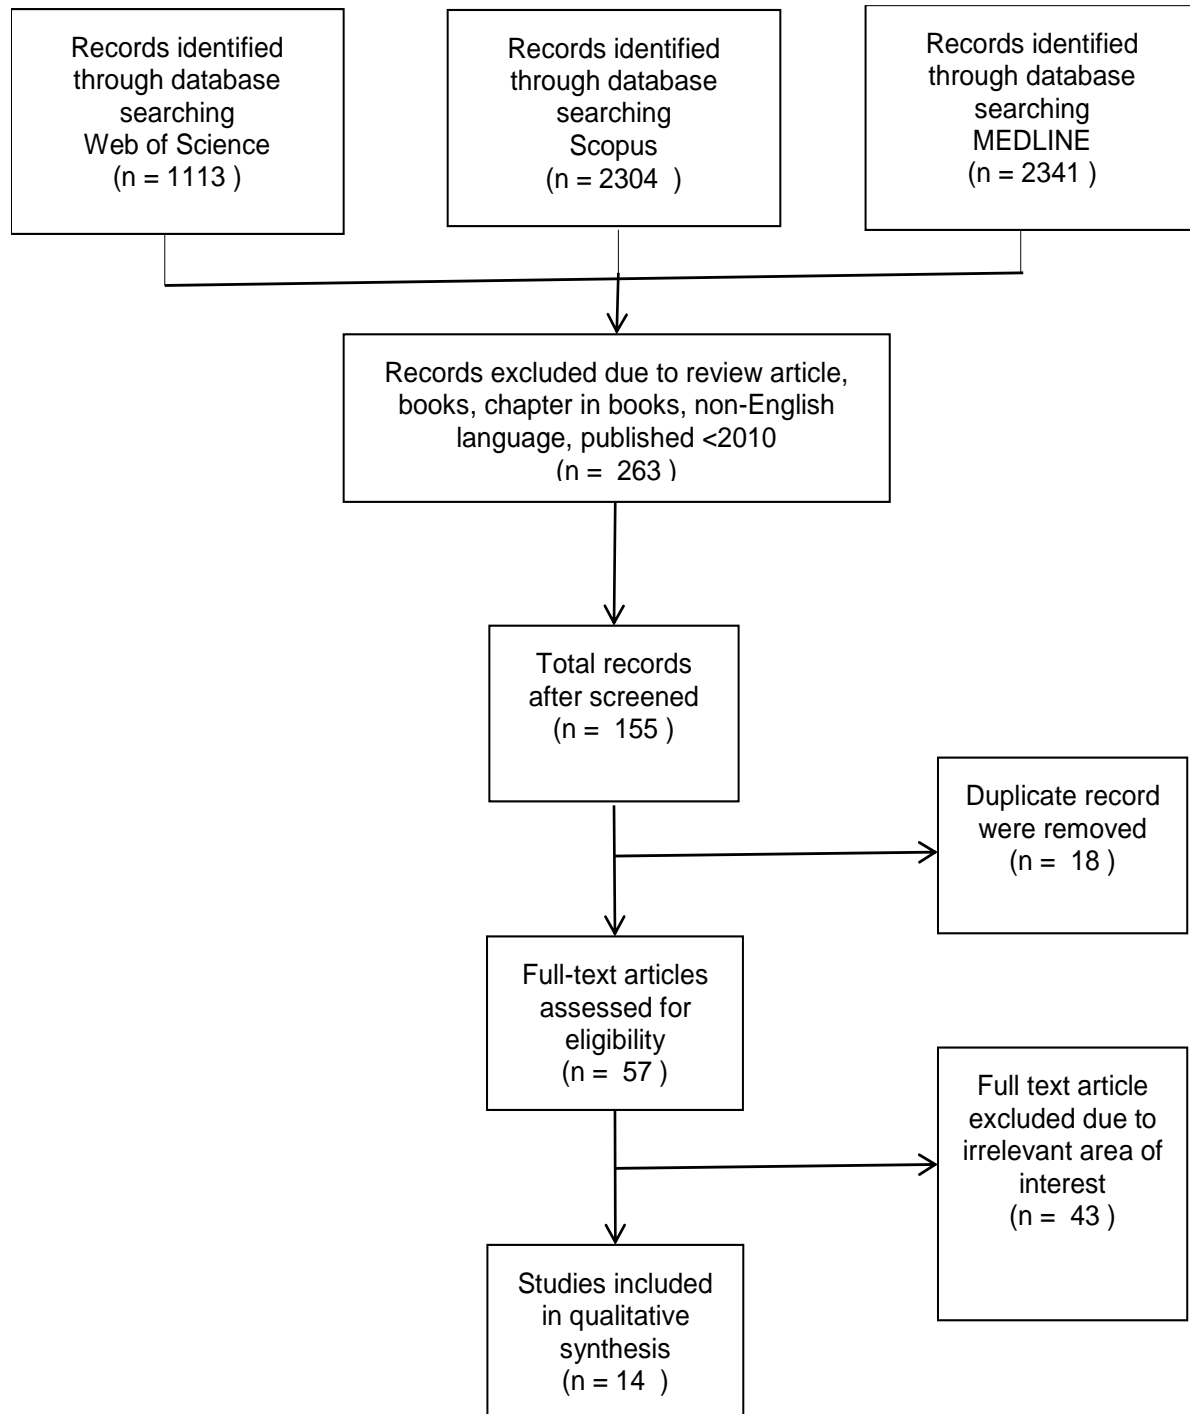 Records identified
through database
searching
Web of Science
(n = 1113 )
Records identified
through database
searching
Scopus
(n = 2304 )
Records identified
through database
searching
MEDLINE
(n = 2341 )
Records excluded due to review article,
books, chapter in books, non-English
language, published <2010
(n = 263)
Total records
after screened
(n = 155 )
Duplicate record
were removed
(n = 18 )
Full-text articles
assessed for
eligibility
(n = 57 )
Full text article
excluded due to
irrelevant area of
interest
(n = 43 )
Studies included
in qualitative
synthesis
(n = 14 )